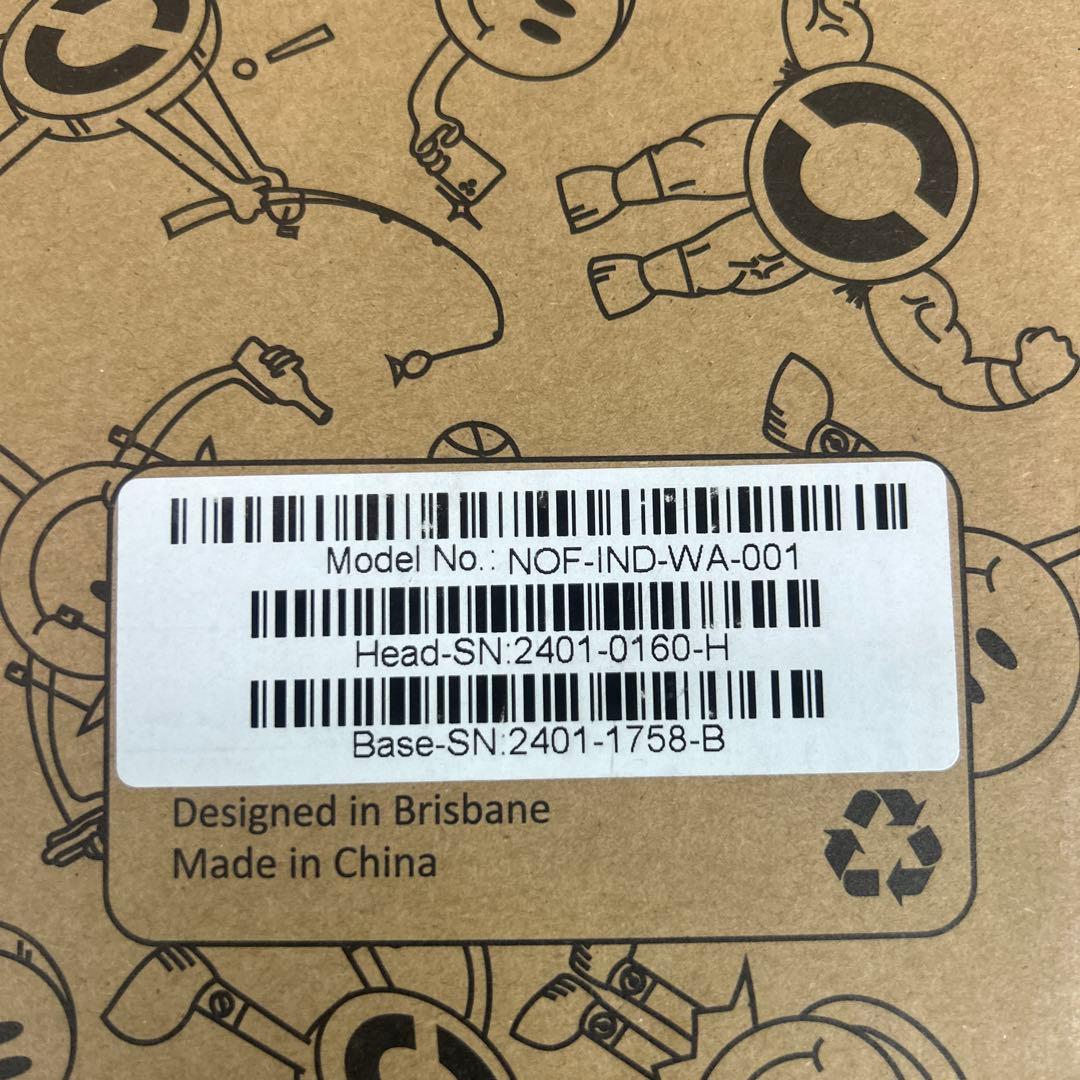 Model No.: NOF-IND-WA-001
Head-SN:2401-0160-H
Base-SN:2401-1758-B
Designed in Brisbane
Made in China